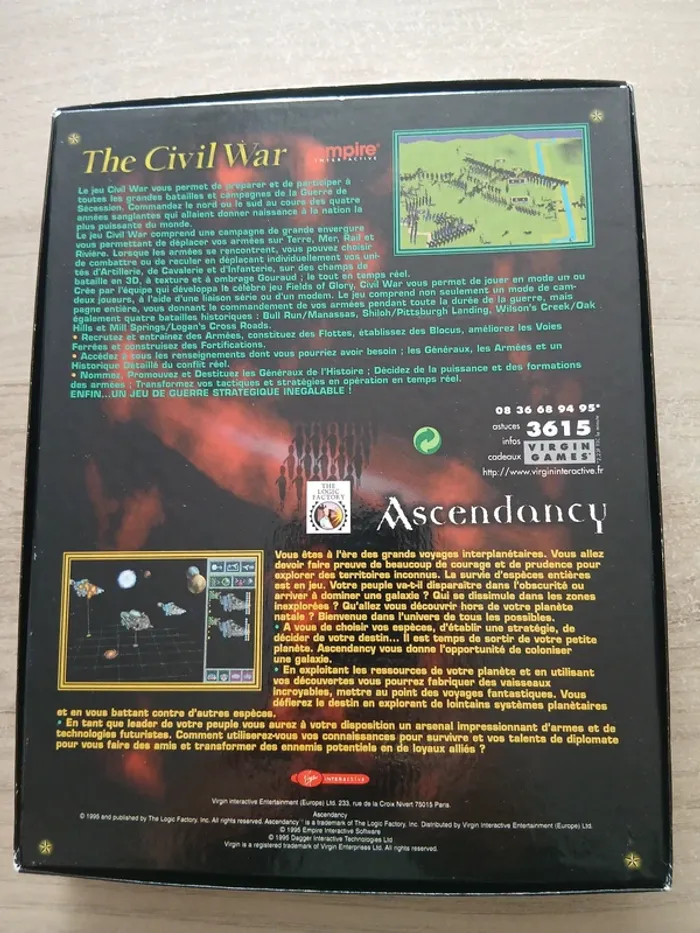 The Civil War
empire
INTERACTIVE
Le jeu Civil War vous permet de préparer et de participer à
toutes les grandes batailles et campagnes de la Guerre de
Sécession. Commandez le nord ou le sud au cours des quatre
années sanglantes qui allaient donner naissance à la nation la
plus puissante du monde.
Le jeu Civil War comprend une campagne de grande envergure
vous permettant de déplacer vos armées sur Terre, Mer, Rail et
Rivière. Lorsque les armées se rencontrent, vous pouvez choisir
de combattre ou de reculer en déplaçant individuellement vos uni-
tés d'Artillerie, de Cavalerie et d'Infanterie, sur des champs de
bataille en 3D, à texture et à ombrage Gouraud ; le tout en temps réel.
Crée par l'équipe qui développa le célèbre jeu Fields of Glory, Civil War vous permet de jouer en mode un ou
deux joueurs, à l'aide d'une liaison série ou d'un modem. Le jeu comprend non seulement un mode de cam-
pagne entière, vous donnant le commandement de vos armées pendant toute la durée de la guerre, mais
également quatre batailles historiques : Bull Run/Manassas, Shiloh/Pittsburgh Landing, Wilson's Creek/Oak
Hills et Mill Springs/Logan's Cross Roads.
• Recrutez et entraînez des Armées, constituez des Flottes, établissez des Blocus, améliorez les Voies
Ferrées et construisez des Fortifications.
• Accédez à tous les renseignements dont vous pourriez avoir besoin ; les Généraux, les Armées et un
Historique Détaillé du conflit réel.
• Nommez, Promouvez et Destituez les Généraux de l'Histoire ; Décidez de la puissance et des formations
des armées ; Transformez vos tactiques et stratégies en opération en temps réel.
ENFIN...UN JEU DE GUERRE STRATEGIQUE INEGALABLE !
08 36 68 94 95*
astuces
infos
cadeaux
3615
VIRGIN
GAMES
http://www.virgininteractive.fr
THE
LOGIC
FACTORY
Ascendancy
Vous êtes à l'ère des grands voyages interplanétaires. Vous allez
devoir faire preuve de beaucoup de courage et de prudence pour
explorer des territoires inconnus. La survie d'espèces entières
est en jeu. Votre peuple va-t-il disparaître dans l'obscurité ou
arriver à dominer une galaxie ? Qui se dissimule dans les zones
inexplorées ? Qu'allez vous découvrir hors de votre planète
natale ? Bienvenue dans l'univers de tous les possibles.
• A vous de choisir vos espèces, d'établir une stratégie, de
décider de votre destin... Il est temps de sortir de votre petite
planète. Ascendancy vous donne l'opportunité de coloniser
une galaxie.
• En exploitant les ressources de votre planète et en utilisant
vos découvertes vous pourrez fabriquer des vaisseaux
incroyables, mettre au point des voyages fantastiques. Vous
défierez le destin en explorant de lointains systèmes planétaires
et en vous battant contre d'autres espèces.
• En tant que leader de votre peuple vous aurez à votre disposition un arsenal impressionnant d'armes et de
technologies futuristes. Comment utiliserez-vous vos connaissances pour survivre et vos talents de diplomate
pour vous faire des amis et transformer des ennemis potentiels en de loyaux alliés ?
Virgin INTERACTIVE
Virgin interactive Entertainment (Europe) Ltd. 233, rue de la Croix Nivert 75015 Paris.
Ascendancy
© 1995 and published by The Logic Factory, Inc. All rights reserved. Ascendancy™ is a trademark of The Logic Factory, Inc. Distributed by Virgin Interactive Entertainment (Europe) Ltd.
© 1995 Empire Interactive Software
© 1995 Dagger Interactive Technologies Ltd
Virgin is a registered trademark of Virgin Enterprises Ltd. All rights reserved.